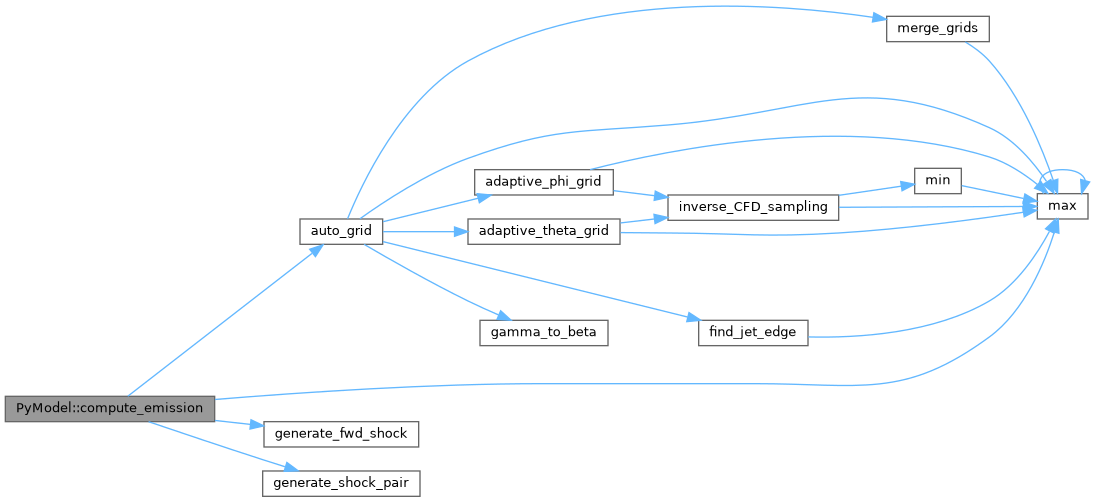 merge_grids
adaptive_phi_grid
min
inverse_CFD_sampling
max
auto_grid
adaptive_theta_grid
gamma_to_beta
find_jet_edge
PyModel::compute_emission
generate_fwd_shock
generate_shock_pair